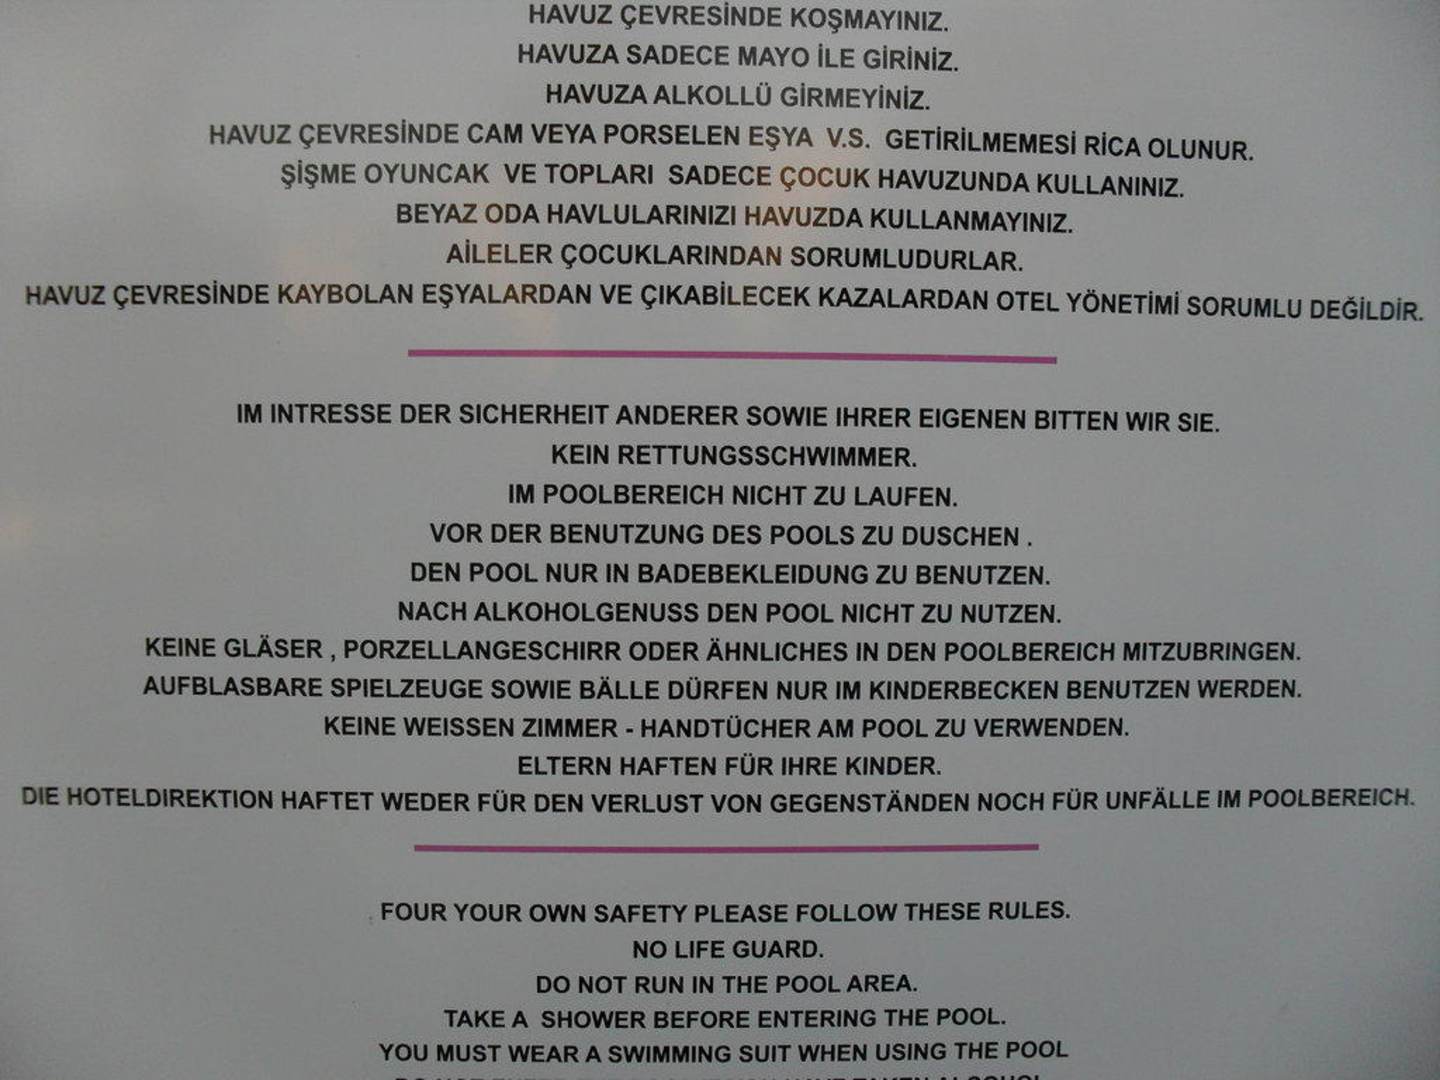 HAVUZ ÇEVRESİNDE KOŞMAYINIZ.
HAVUZA SADECE MAYO İLE GİRİNİZ.
HAVUZA ALKOLLÜ GİRMEYİNİZ.
HAVUZ ÇEVRESİNDE CAM VEYA PORSELEN EŞYA V.S. GETİRİLMEMESİ RİCA OLUNUR.
ŞİŞME OYUNCAK VE TOPLARI SADECE ÇOCUK HAVUZUNDA KULLANINIZ.
BEYAZ ODA HAVLULARINIZI HAVUZDA KULLANMAYINIZ.
AİLELER ÇOCUKLARINDAN SORUMLUDURLAR.
HAVUZ ÇEVRESİNDE KAYBOLAN EŞYALARDAN VE ÇIKABİLECEK KAZALARDAN OTEL YÖNETİMİ SORUMLU DEĞİLDİR.
IM INTRESSE DER SICHERHEIT ANDERER SOWIE IHRER EIGENEN BITTEN WIR SIE.
KEIN RETTUNGSSCHWIMMER.
IM POOLBEREICH NICHT ZU LAUFEN.
VOR DER BENUTZUNG DES POOLS ZU DUSCHEN .
DEN POOL NUR IN BADEBEKLEIDUNG ZU BENUTZEN.
NACH ALKOHOLGENUSS DEN POOL NICHT ZU NUTZEN.
KEINE GLÄSER , PORZELLANGESCHIRR ODER ÄHNLICHES IN DEN POOLBEREICH MITZUBRINGEN.
AUFBLASBARE SPIELZEUGE SOWIE BÄLLE DÜRFEN NUR IM KINDERBECKEN BENUTZEN WERDEN.
KEINE WEISSEN ZIMMER - HANDTÜCHER AM POOL ZU VERWENDEN.
ELTERN HAFTEN FÜR IHRE KINDER.
DIE HOTELDIREKTION HAFTET WEDER FÜR DEN VERLUST VON GEGENSTÄNDEN NOCH FÜR UNFÄLLE IM POOLBEREICH.
FOUR YOUR OWN SAFETY PLEASE FOLLOW THESE RULES.
NO LIFE GUARD.
DO NOT RUN IN THE POOL AREA.
TAKE A SHOWER BEFORE ENTERING THE POOL.
YOU MUST WEAR A SWIMMING SUIT WHEN USING THE POOL